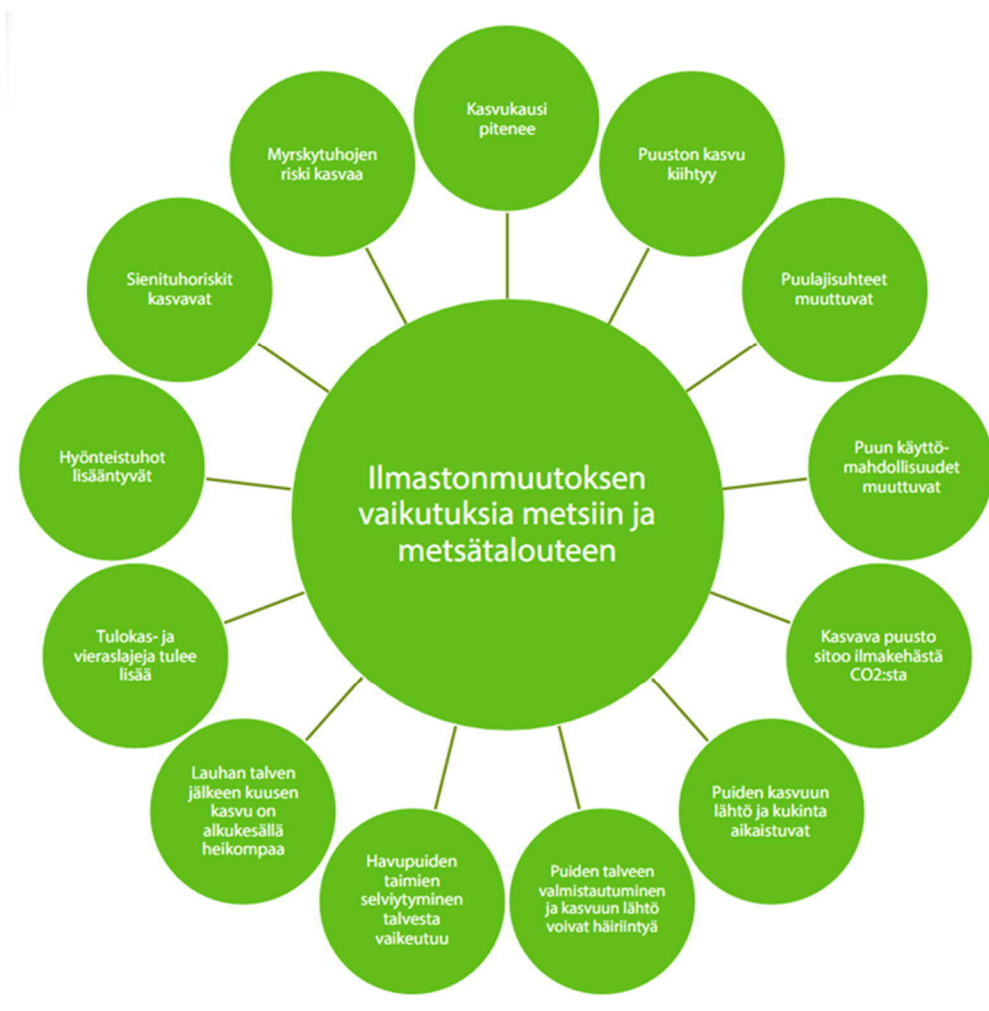 Ilmastonmuutoksen
vaikutuksia metsiin ja
metsätalouteen
Kasvukausi
pitenee
Puuston kasvu
kiihtyy
Puulajisuhteet
muuttuvat
Puun käyttö-
mahdollisuudet
muuttuvat
Kasvava puusto
sitoo ilmakehästä
CO2:sta
Puiden kasvuun
lähtö ja kukinta
aikaistuvat
Puiden talveen
valmistautuminen
ja kasvuun lähtö
voivat häiriintyä
Havupuiden
taimien
selviytyminen
talvesta
vaikeutuu
Lauhan talven
jälkeen kuusen
kasvu on
alkukesällä
heikompaa
Tulokas- ja
vieraslajeja tulee
lisää
Hyönteistuhot
lisääntyvät
Sienituhoriskit
kasvavat
Myrskytuhojen
riski kasvaa